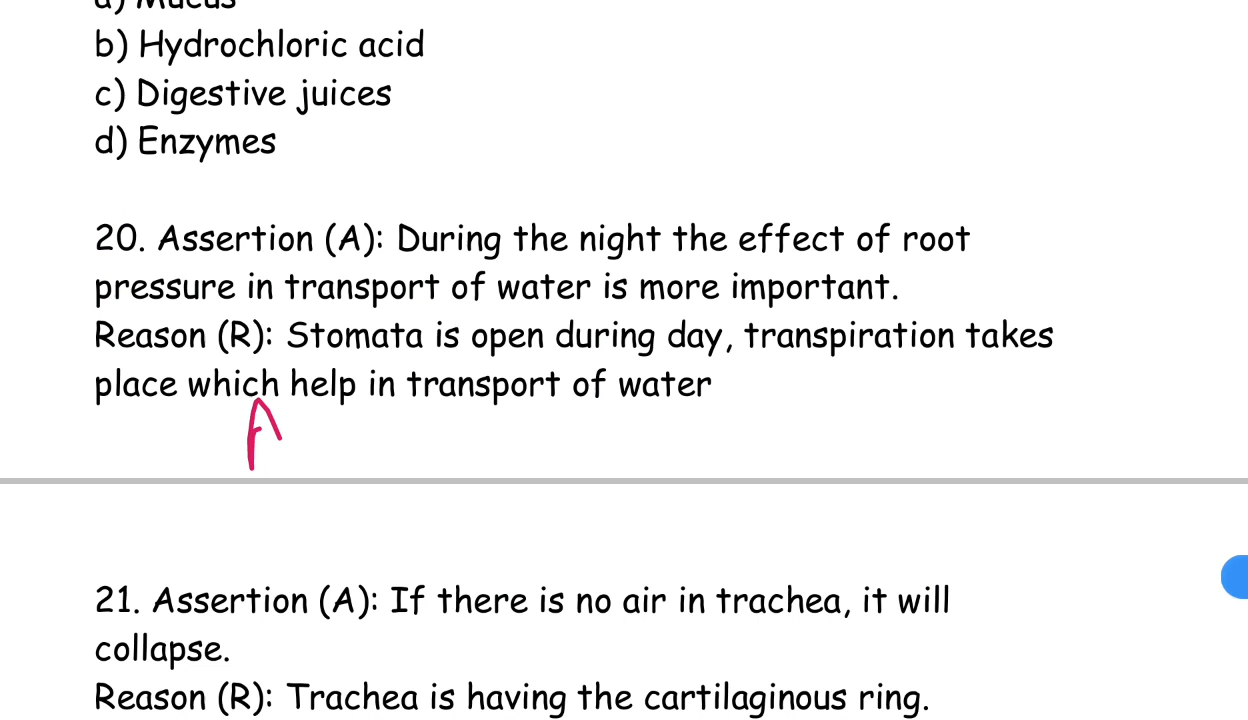 a) Mucus
b) Hydrochloric acid
c) Digestive juices
d) Enzymes
20. Assertion (A): During the night the effect of root
pressure in transport of water is more important.
Reason (R): Stomata is open during day, transpiration takes
place which help in transport of water
A
21. Assertion (A): If there is no air in trachea, it will
collapse.
Reason (R): Trachea is having the cartilaginous ring.